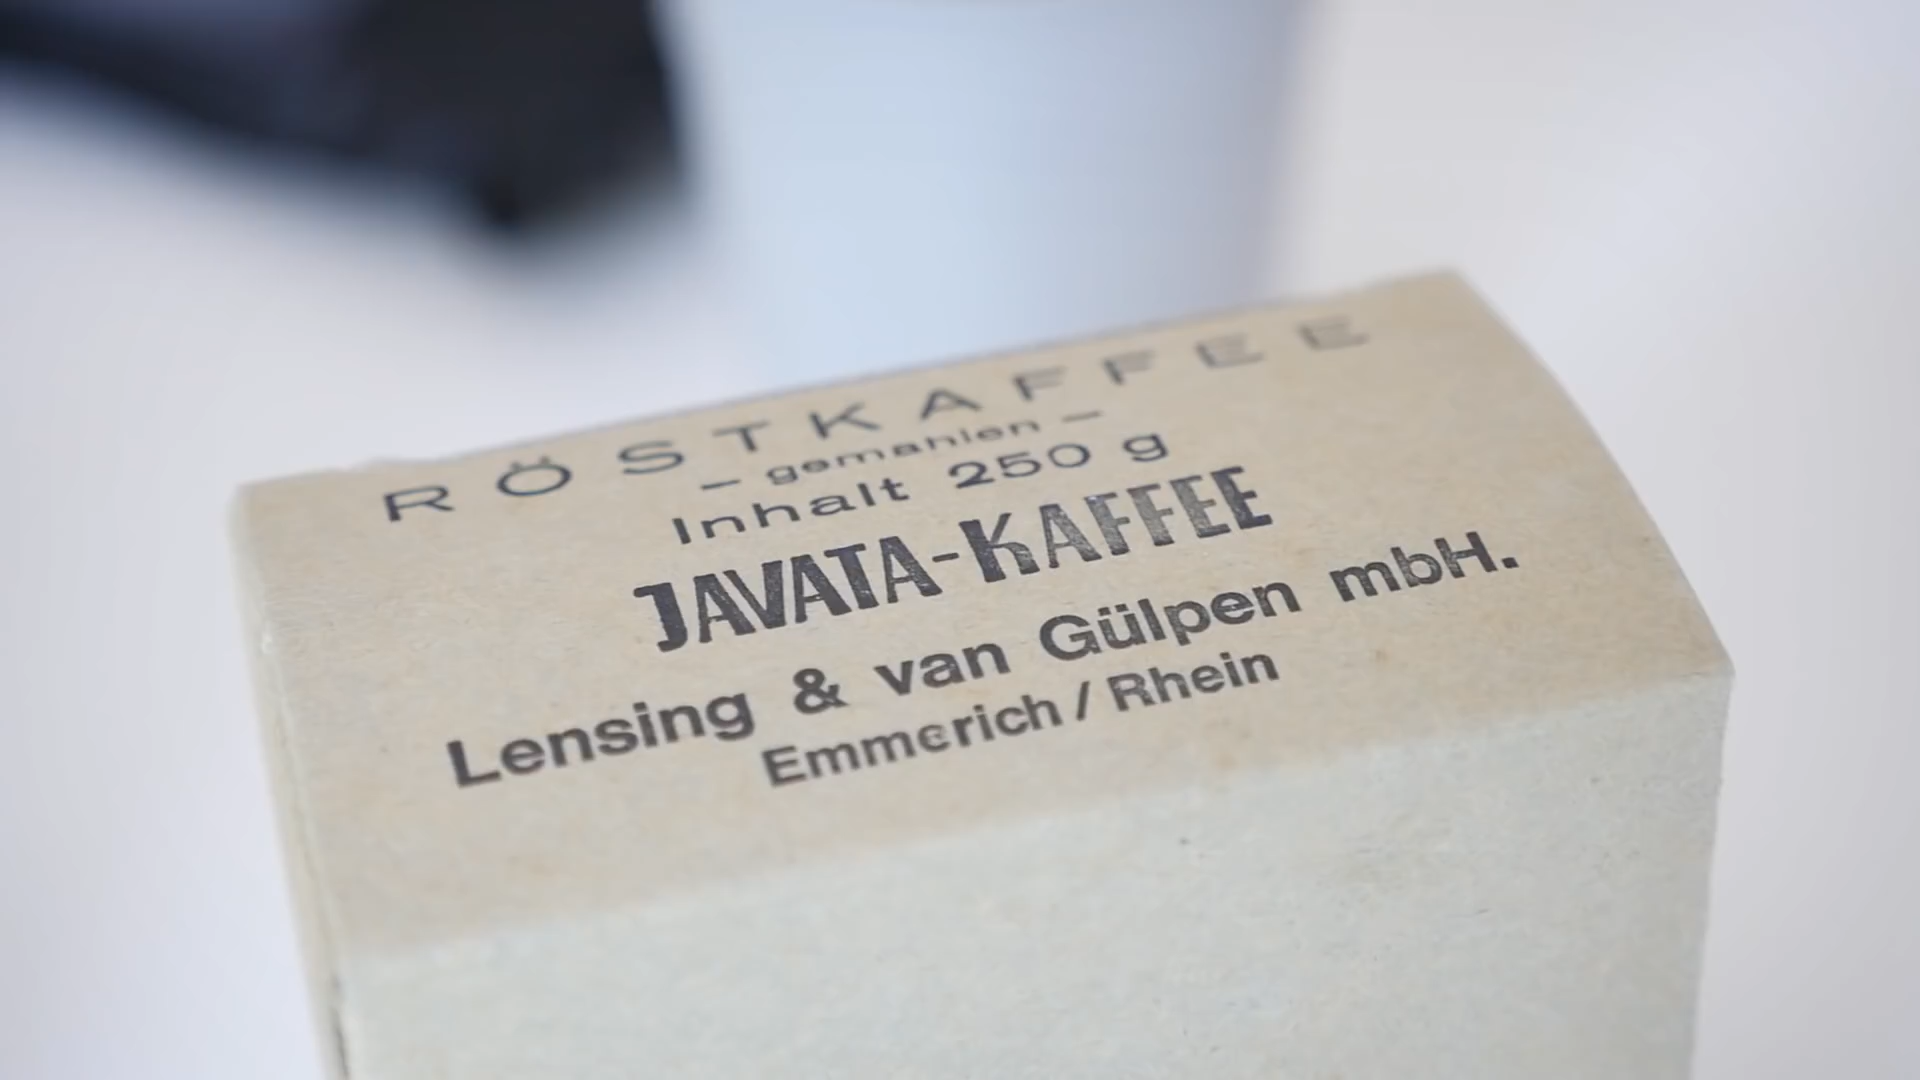 RÖSTKAFFEE
– gemahlen –
Inhalt 250 g
JAVATA-KAFFEE
Lensing & van Gülpen mbH.
Emmerich / Rhein